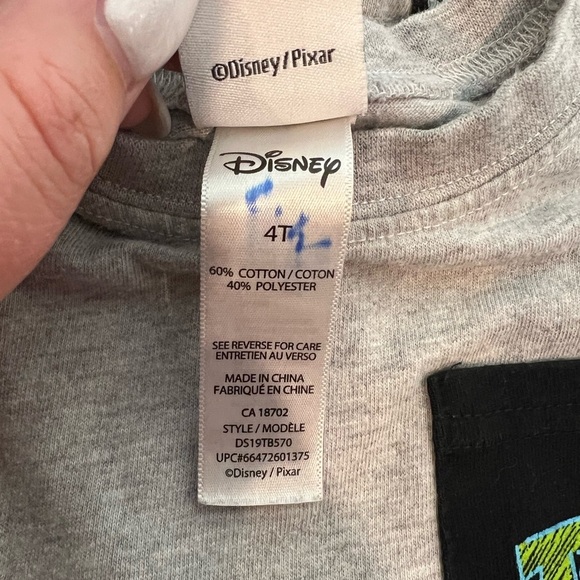 ©Disney/Pixar
Disney
4T
60% COTTON / COTON
40% POLYESTER
SEE REVERSE FOR CARE
ENTRETIEN AU VERSO
MADE IN CHINA
FABRIQUÉ EN CHINE
CA 18702
STYLE / MODÈLE
DS19TB570
UPC#66472601375
©Disney / Pixar